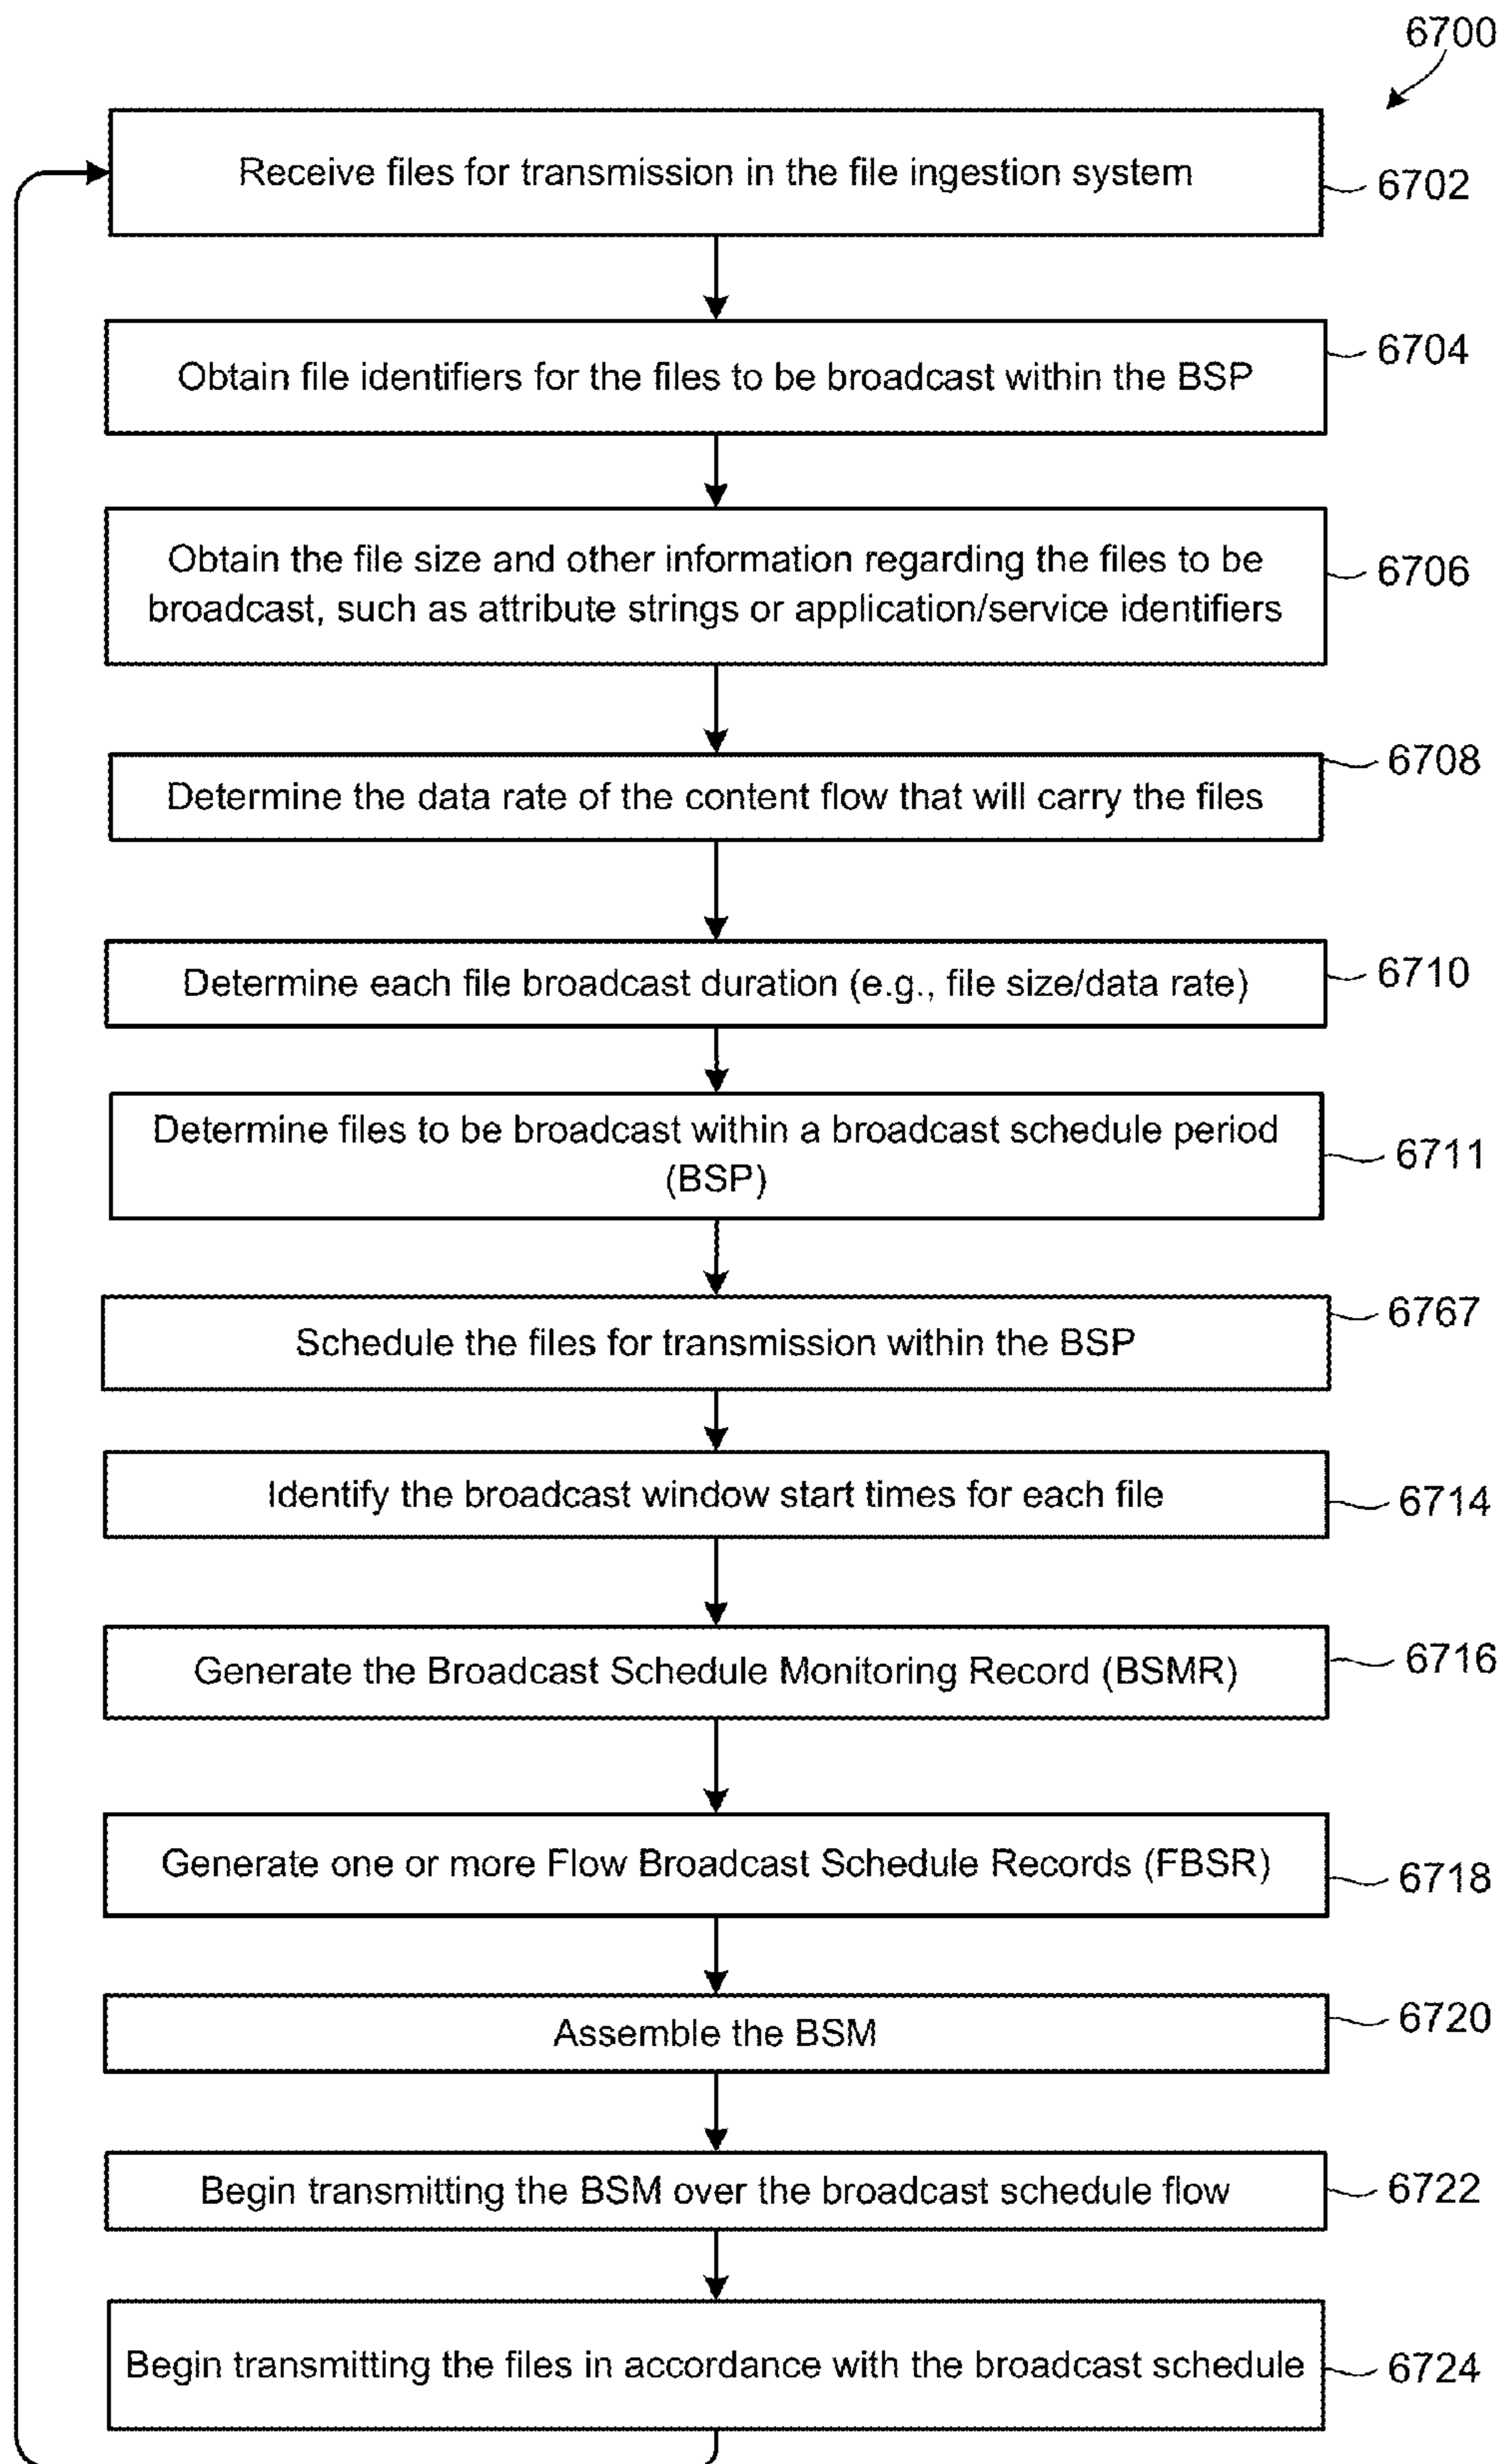 6700
Receive files for transmission in the file ingestion system
6702
Obtain file identifiers for the files to be broadcast within the BSP
6704
Obtain the file size and other information regarding the files to be
broadcast, such as attribute strings or application/service identifiers
6706
Determine the data rate of the content flow that will carry the files
6708
Determine each file broadcast duration (e.g., file size/data rate)
6710
Determine files to be broadcast within a broadcast schedule period
(BSP)
6711
Schedule the files for transmission within the BSP
6767
Identify the broadcast window start times for each file
6714
Generate the Broadcast Schedule Monitoring Record (BSMR)
6716
Generate one or more Flow Broadcast Schedule Records (FBSR)
6718
Assemble the BSM
6720
Begin transmitting the BSM over the broadcast schedule flow
6722
Begin transmitting the files in accordance with the broadcast schedule
6724